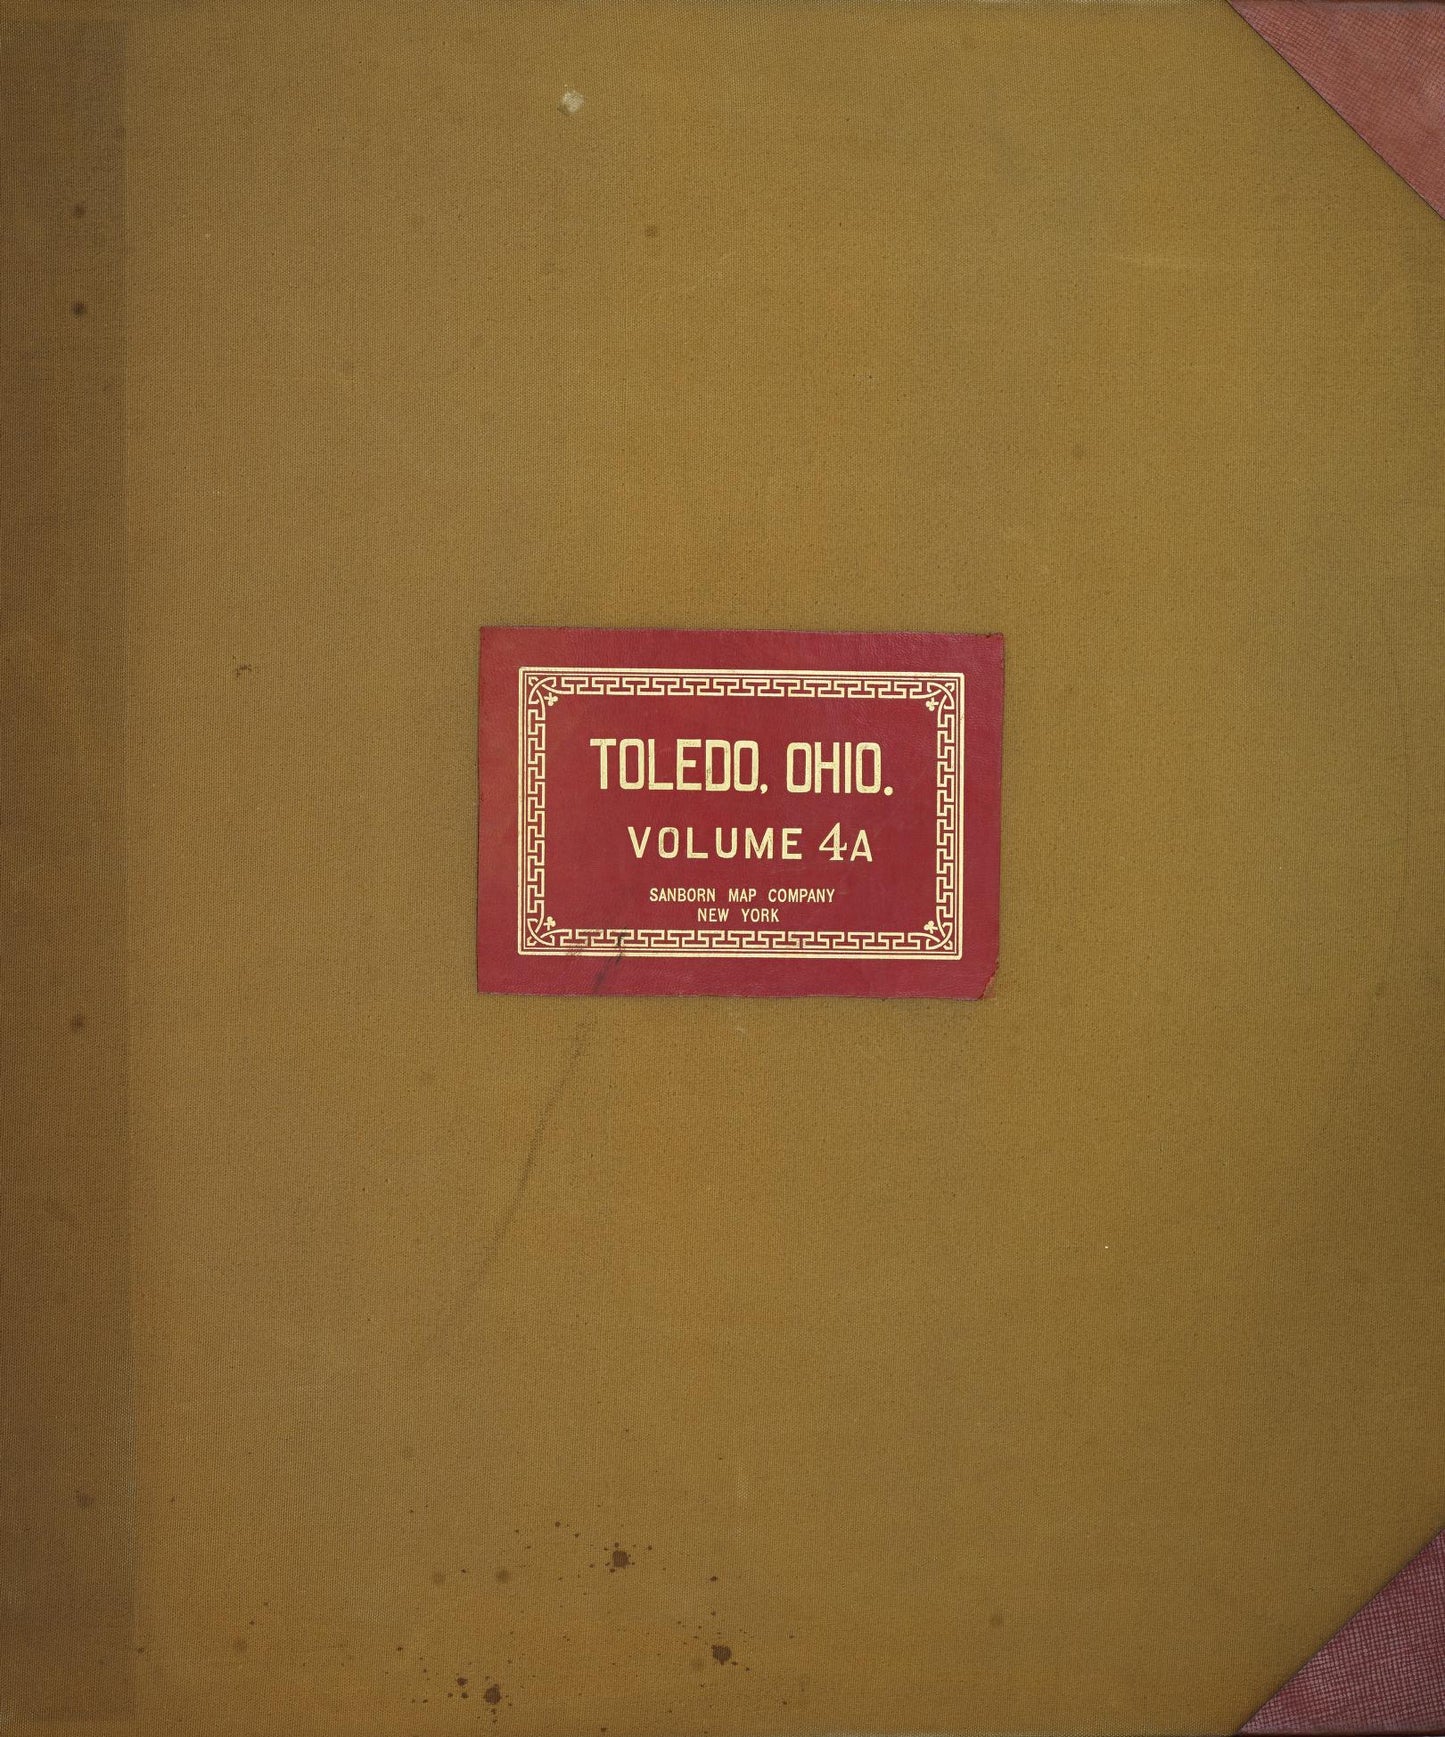 TOLEDO, OHIO.
VOLUME 4A
SANBORN MAP COMPANY
NEW YORK